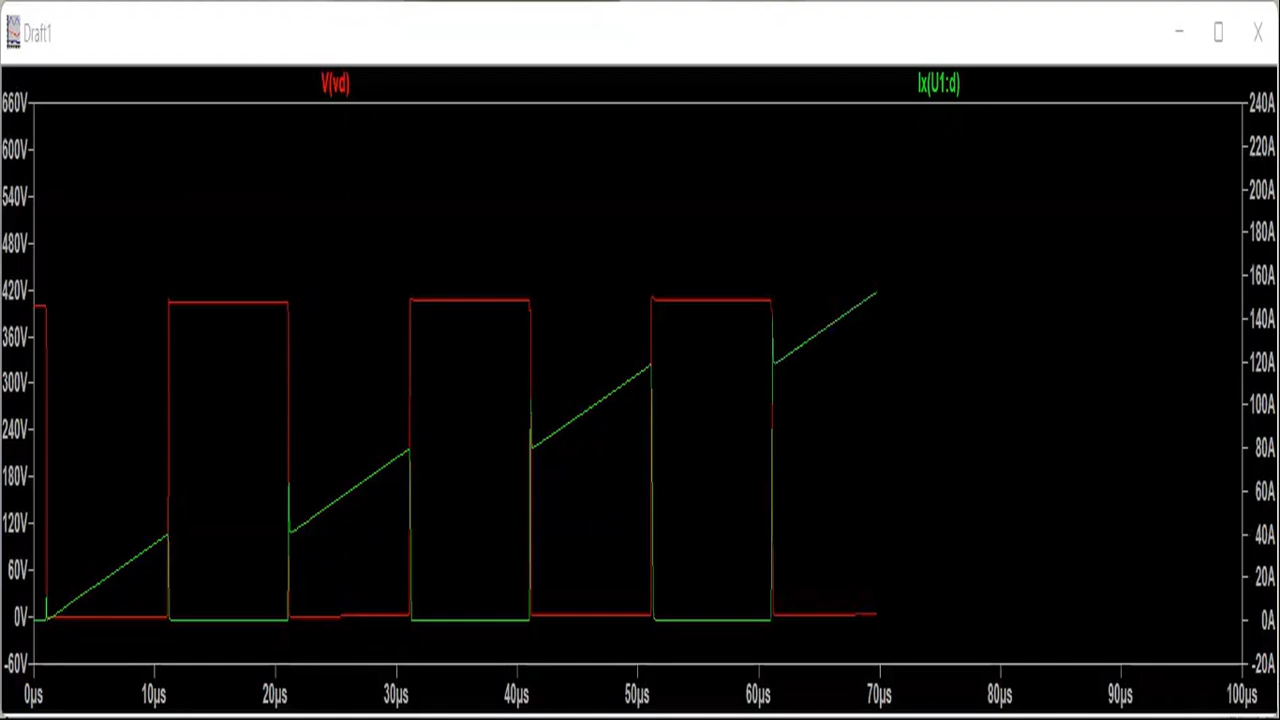 Draft1
V(vd) Ix(U1:d)
660V 240A
600V 220A
540V 200A
480V 180A
420V 160A
360V 140A
300V 120A
240V 100A
180V 80A
120V 60A
60V 40A
0V 20A
-60V 0A
-20A
0µs 10µs 20µs 30µs 40µs 50µs 60µs 70µs 80µs 90µs 100µs